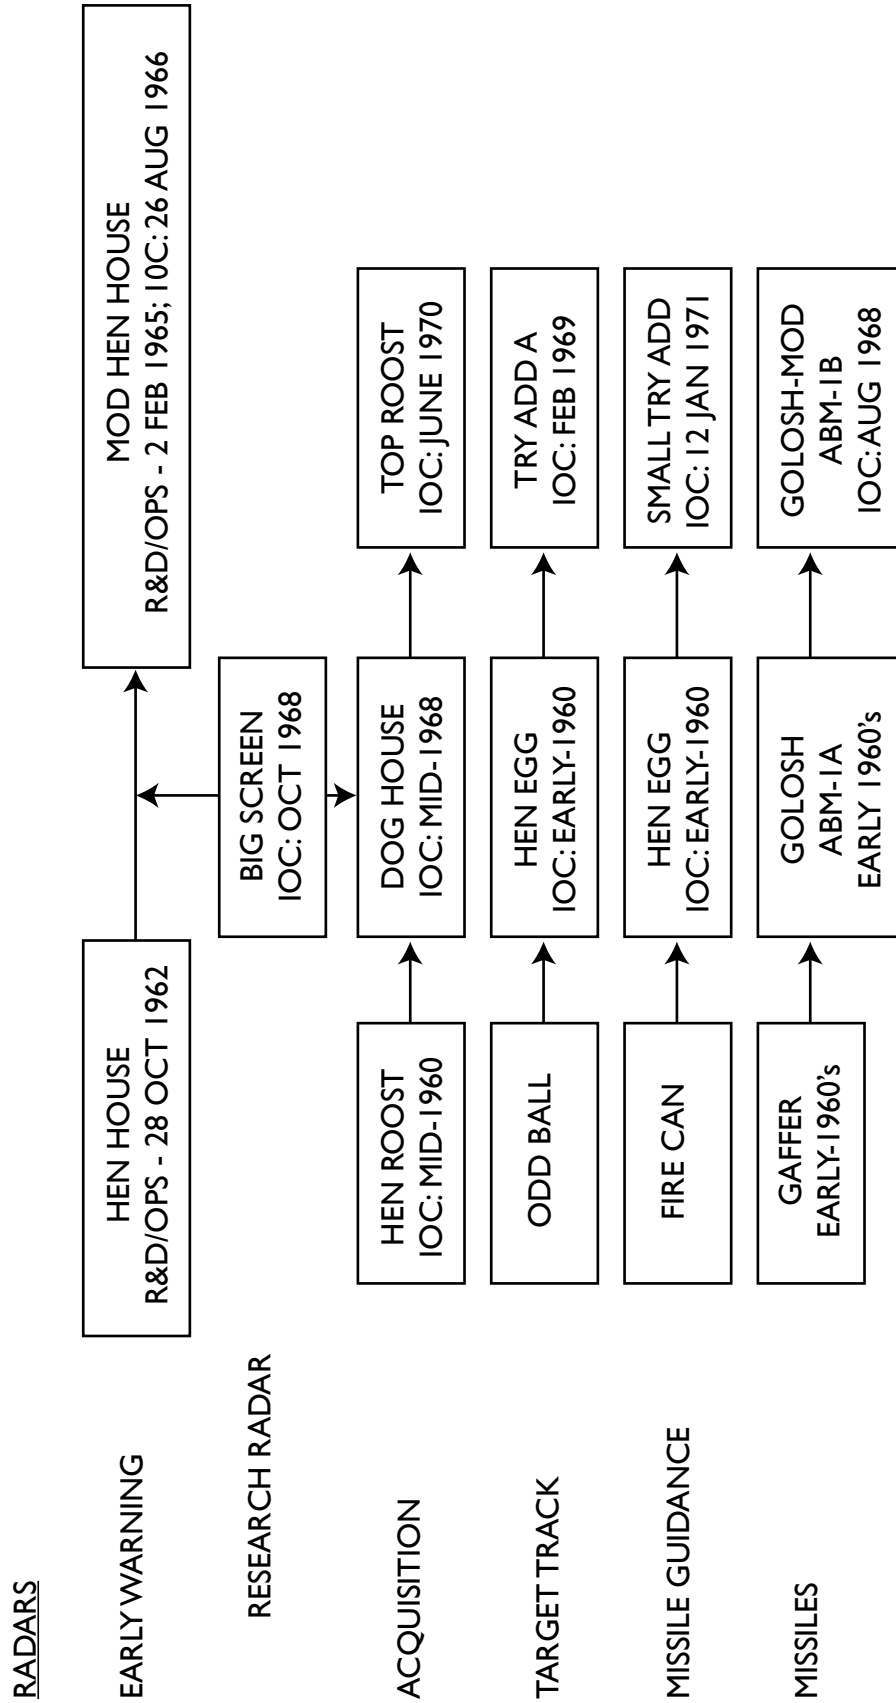 RADARS
EARLY WARNING
HEN HOUSE
R&D/OPS - 28 OCT 1962
MOD HEN HOUSE
R&D/OPS - 2 FEB 1965; 10C: 26 AUG 1966
RESEARCH RADAR
BIG SCREEN
IOC: OCT 1968
ACQUISITION
HEN ROOST
IOC: MID-1960
DOG HOUSE
IOC: MID-1968
TOP ROOST
IOC: JUNE 1970
TARGET TRACK
ODD BALL
HEN EGG
IOC: EARLY-1960
TRY ADD A
IOC: FEB 1969
MISSILE GUIDANCE
FIRE CAN
HEN EGG
IOC: EARLY-1960
SMALL TRY ADD
IOC: 12 JAN 1971
MISSILES
GAFFER
EARLY-1960's
GOLOSH
ABM-1A
EARLY 1960's
GOLOSH-MOD
ABM-1B
IOC: AUG 1968